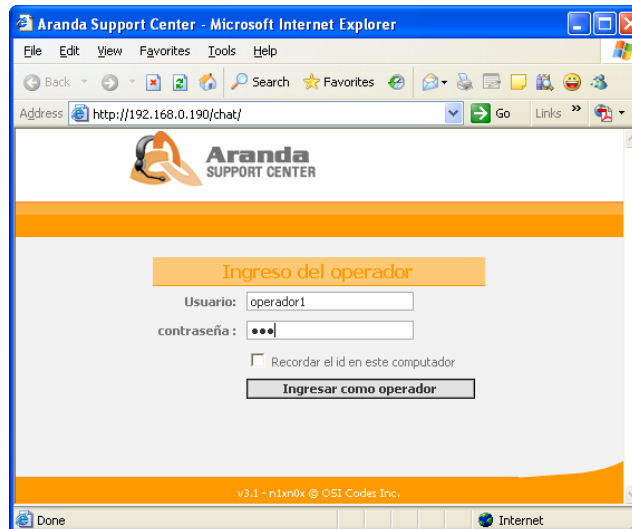 Aranda Support Center - Microsoft Internet Explorer
File Edit View Favorites Tools Help
Back Search Favorites
Address http://192.168.0.190/chat/ Go Links »
Aranda
SUPPORT CENTER
Ingreso del operador
Usuario: operador1
contraseña : •••
Recordar el id en este computador
Ingresar como operador
v3.1 - n1xn0x @ OSI Codes Inc.
Done Internet